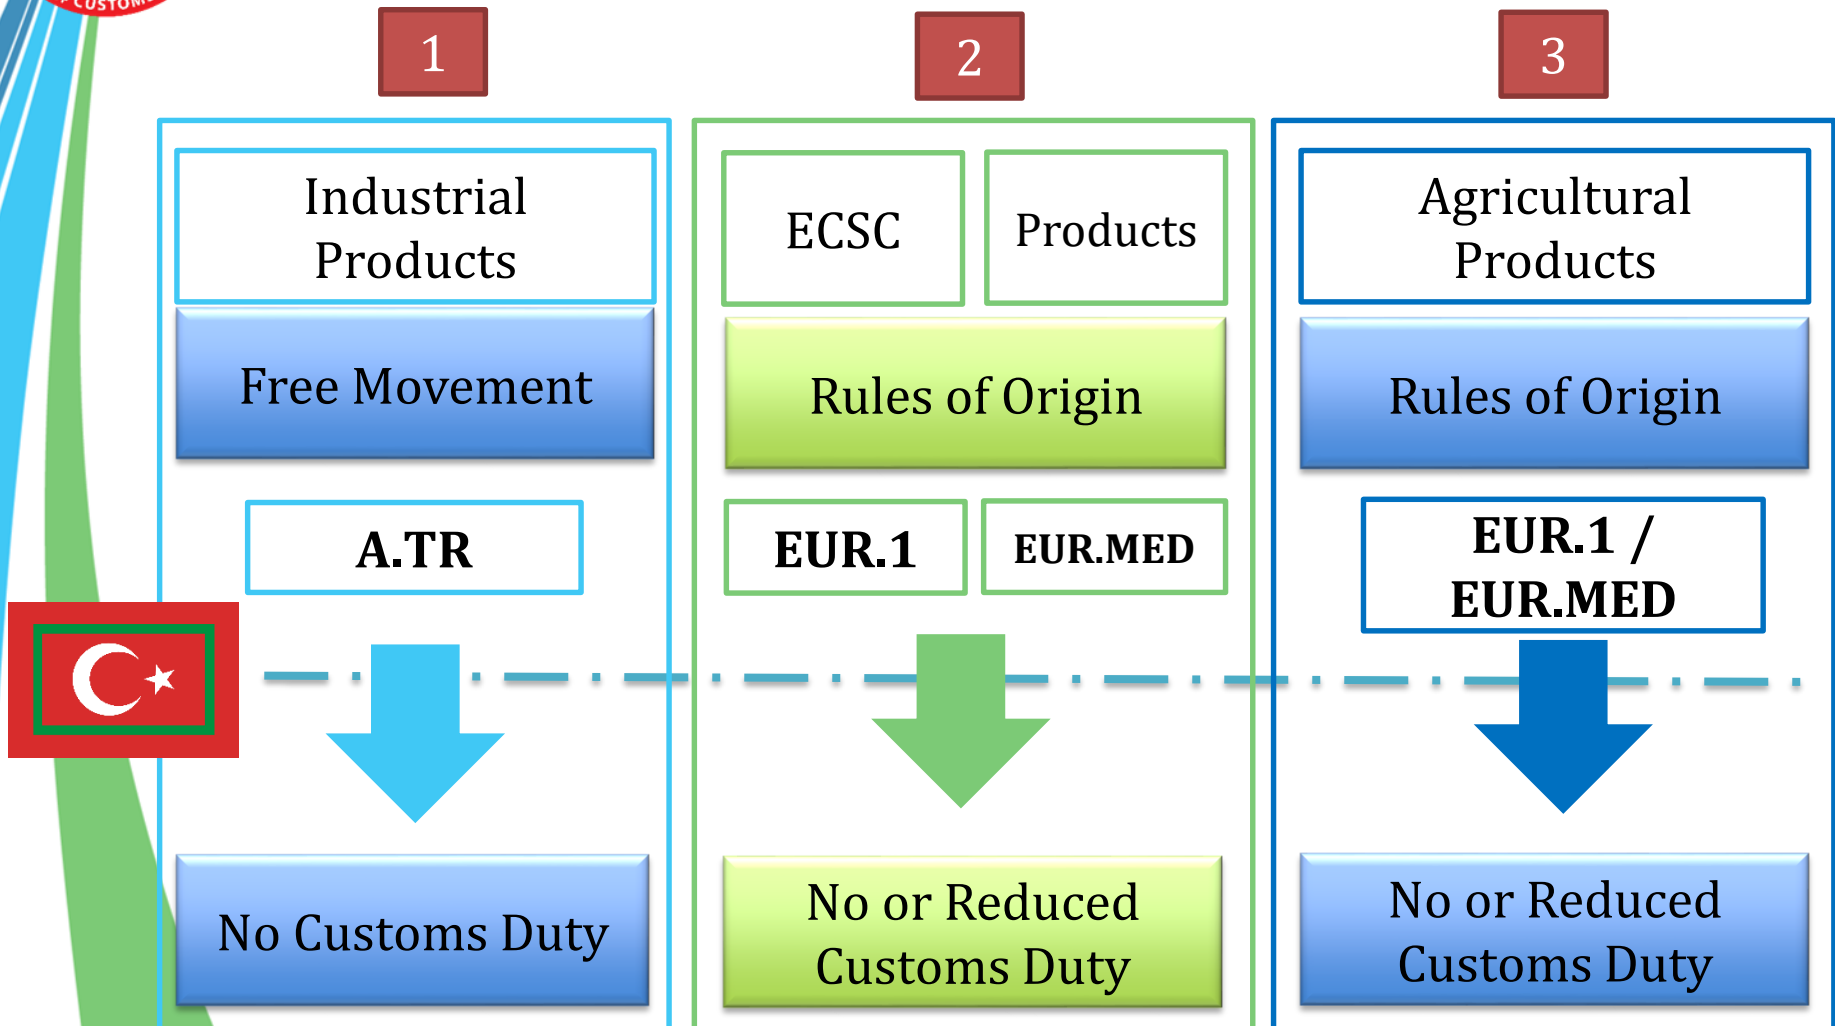 CUSTOMS
1
2
3
Industrial
Products
Free Movement
A.TR
No Customs Duty
ECSC
Products
Rules of Origin
EUR.1
EUR.MED
No or Reduced
Customs Duty
Agricultural
Products
Rules of Origin
EUR.1 /
EUR.MED
No or Reduced
Customs Duty